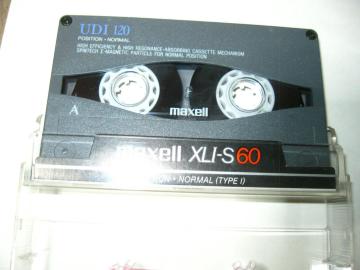 UDI 120
POSITION • NORMAL
HIGH EFFICIENCY & HIGH RESONANCE-ABSORBING CASSETTE MECHANISM
EPITAXIAL MAGNETIC PARTICLE FOR NORMAL POSITION
A
maxell
maxell XLI-S 60
POSITION • NORMAL (TYPE I)